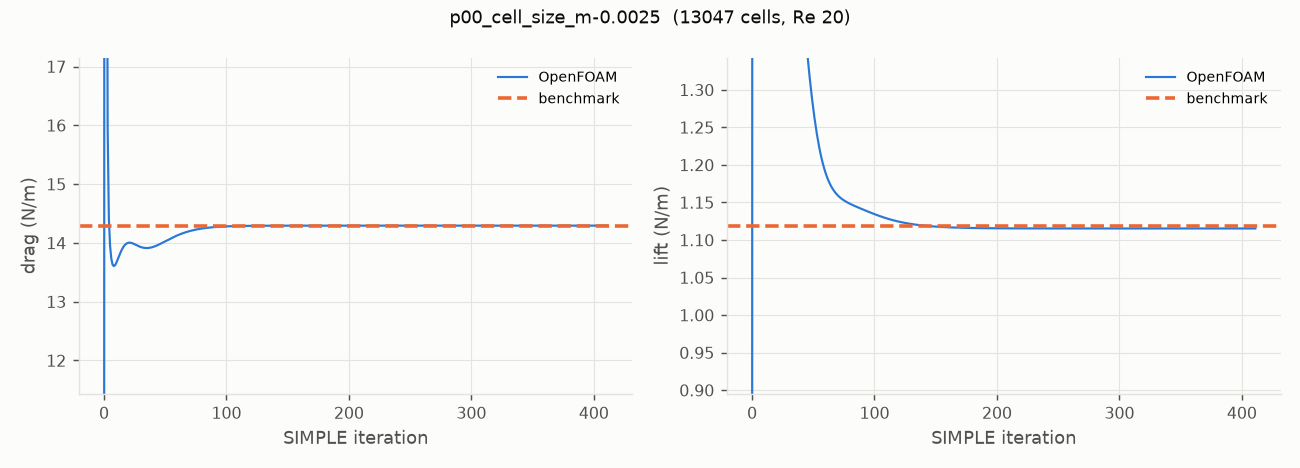 p00_cell_size_m-0.0025  (13047 cells, Re 20)
drag (N/m)
17
16
15
14
13
12
OpenFOAM
benchmark
0 100 200 300 400
SIMPLE iteration
lift (N/m)
1.30
1.25
1.20
1.15
1.10
1.05
1.00
0.95
0.90
OpenFOAM
benchmark
0 100 200 300 400
SIMPLE iteration